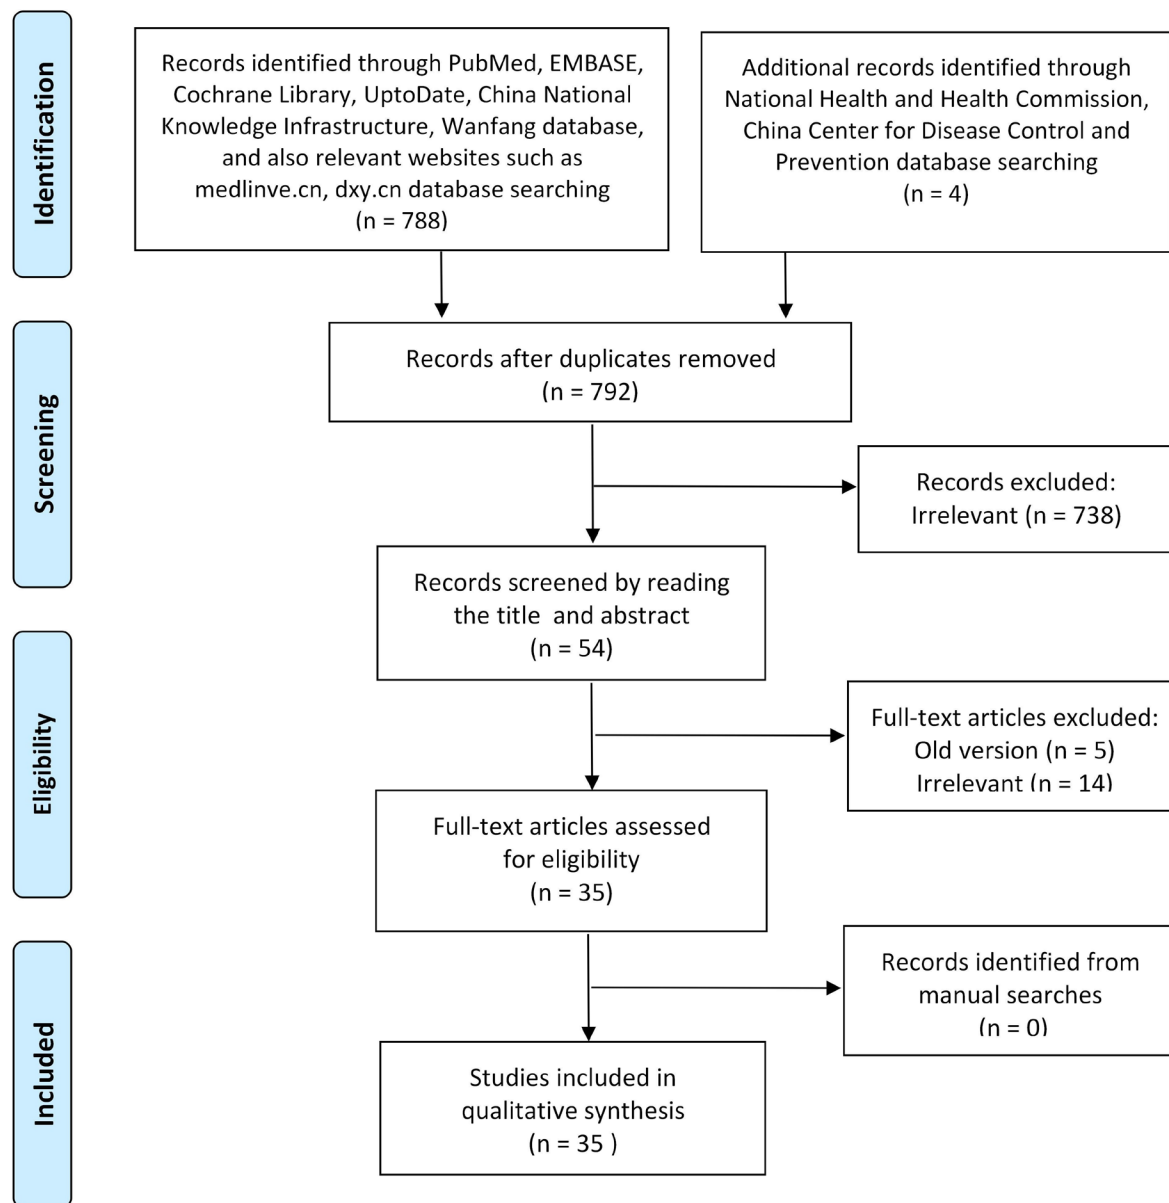 Identification
Records identified through PubMed, EMBASE,
Cochrane Library, UptoDate, China National
Knowledge Infrastructure, Wanfang database,
and also relevant websites such as
medlinve.cn, dxy.cn database searching
(n = 788)
Additional records identified through
National Health and Health Commission,
China Center for Disease Control and
Prevention database searching
(n = 4)
Screening
Records after duplicates removed
(n = 792)
Records excluded:
Irrelevant (n = 738)
Records screened by reading
the title  and abstract
(n = 54)
Eligibility
Full-text articles excluded:
Old version (n = 5)
Irrelevant (n = 14)
Full-text articles assessed
for eligibility
(n = 35)
Included
Records identified from
manual searches
(n = 0)
Studies included in
qualitative synthesis
(n = 35 )